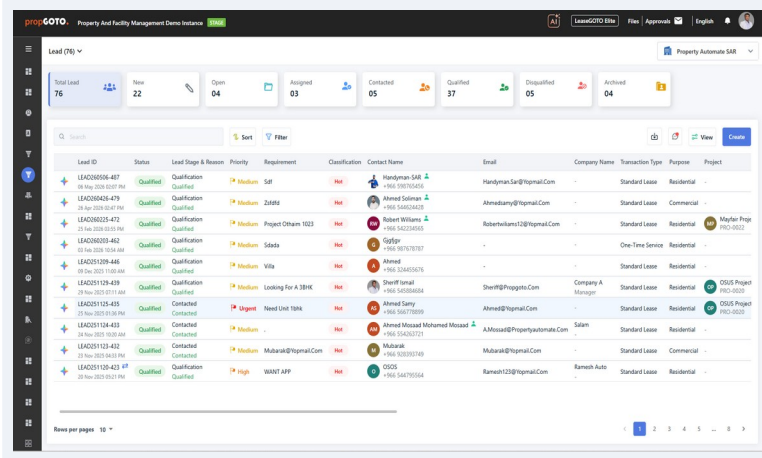 propGOTO. Property And Facility Management Demo Instance STAGE
AI LeaseGOTO Elite Files Approvals English
Lead (76)
Property Automate SAR
Total Lead 76
New 22
Open 04
Assigned 03
Contacted 05
Qualified 37
Disqualified 05
Archived 04
Search Sort Filter View Create
Lead ID Status Lead Stage & Reason Priority Requirement Classification Contact Name Email Company Name Transaction Type Purpose Project
LEAD260506-487 Qualified Qualification Medium Sdf Hot Handyman-SAR Handyman.Sar@Yopmail.Com - Standard Lease Residential -
06 May 2026 02:07 PM Qualified +966 598765456
LEAD260426-479 Qualified Qualification Medium Zdfdfd Hot Ahmed Soliman Ahmedsamy@Yopmail.Com - Standard Lease Commercial -
26 Apr 2026 02:47 PM Qualified +966 544624428
LEAD260225-472 Qualified Qualification Medium Project Othaim 1023 Hot RW Robert Williams Robertwiliams12@Yopmail.Com - Standard Lease Residential MP Mayfair Proje
25 Feb 2026 03:55 PM Qualified +966 542234565 PRO-0022
LEAD260203-462 Qualified Qualification Medium Sdada Hot G Gjgfjgv - - One-Time Service Residential -
03 Feb 2026 10:54 AM Qualified +966 987678787
LEAD251209-446 Qualified Qualification Medium Villa Hot A Ahmed - - Standard Lease Residential -
09 Dec 2025 11:00 AM Qualified +966 324455676
LEAD251129-439 Qualified Qualification Medium Looking For A 3BHK Hot Sheriff Ismail Sheriff@Propgoto.Com Company A Standard Lease Residential OP OSUS Project
29 Nov 2025 07:11 AM Qualified +966 545884684 Manager PRO-0020
LEAD251125-435 Qualified Contacted Urgent Need Unit 1bhk Hot AS Ahmed Samy Ahmed@Yopmail.Com - Standard Lease Residential OP OSUS Project
25 Nov 2025 01:36 PM Contacted +966 566778899 PRO-0020
LEAD251124-433 Qualified Contacted Medium . Hot AM Ahmed Mosaad Mohamed Mosaad A.Mossad@Propertyautomate.Com Salam Standard Lease Residential -
24 Nov 2025 10:20 AM Contacted +966 554263721 -
LEAD251123-432 Qualified Contacted Medium Mubarak@Yopmail.Com Hot M Mubarak Mubarak@Yopmail.Com - Standard Lease Commercial -
23 Nov 2025 04:33 PM Contacted +966 928393749
LEAD251120-423 Qualified Qualification High WANT APP Hot O OSOS Ramesh123@Yopmail.Com Ramesh Auto Standard Lease Residential -
20 Nov 2025 05:21 PM Qualified +966 544795564 -
Rows per pages 10 1 2 3 4 5 ... 8